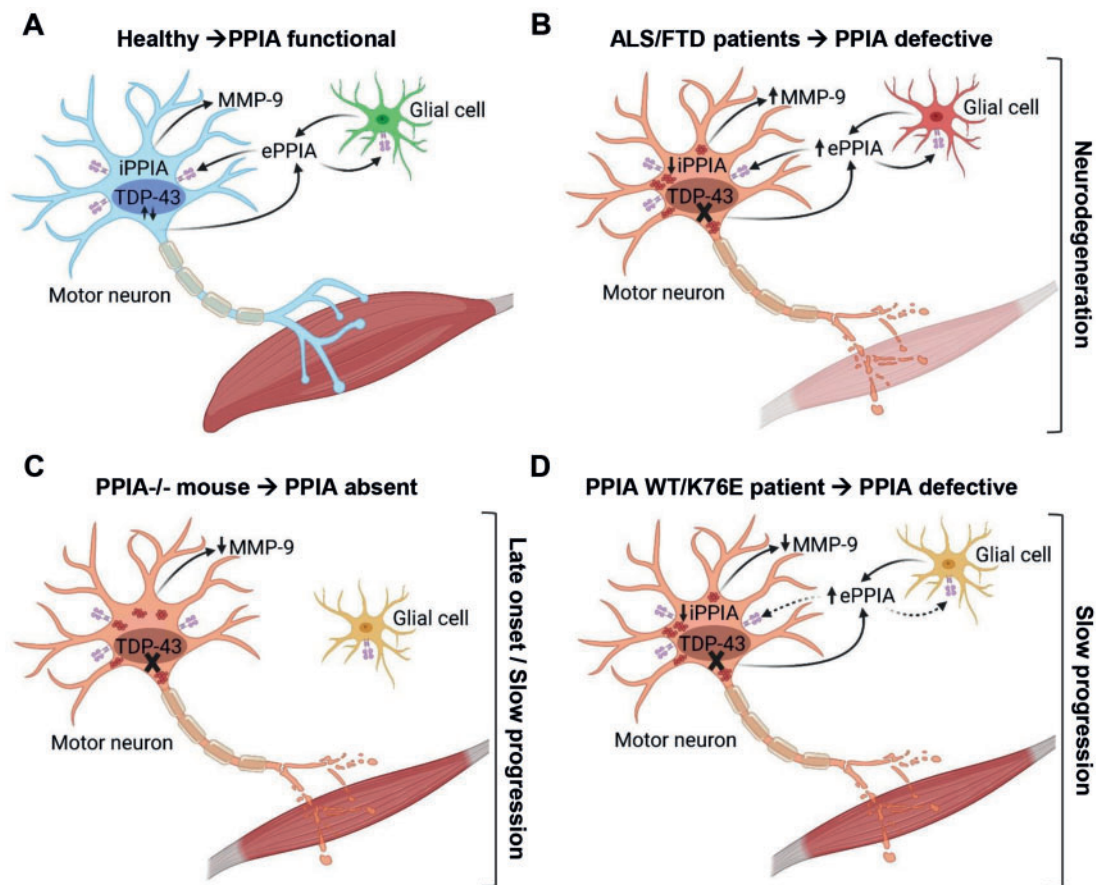 A
Healthy →PPIA functional
MMP-9
Glial cell
ePPIA
iPPIA
TDP-43
↑↓
Motor neuron
B
ALS/FTD patients → PPIA defective
↑MMP-9
Glial cell
↑ePPIA
↓iPPIA
TDP-43
X
Motor neuron
Neurodegeneration
C
PPIA-/- mouse → PPIA absent
↓MMP-9
Glial cell
TDP-43
X
Motor neuron
Late onset / Slow progression
D
PPIA WT/K76E patient → PPIA defective
↓MMP-9
Glial cell
↑ePPIA
↓iPPIA
TDP-43
X
Motor neuron
Slow progression